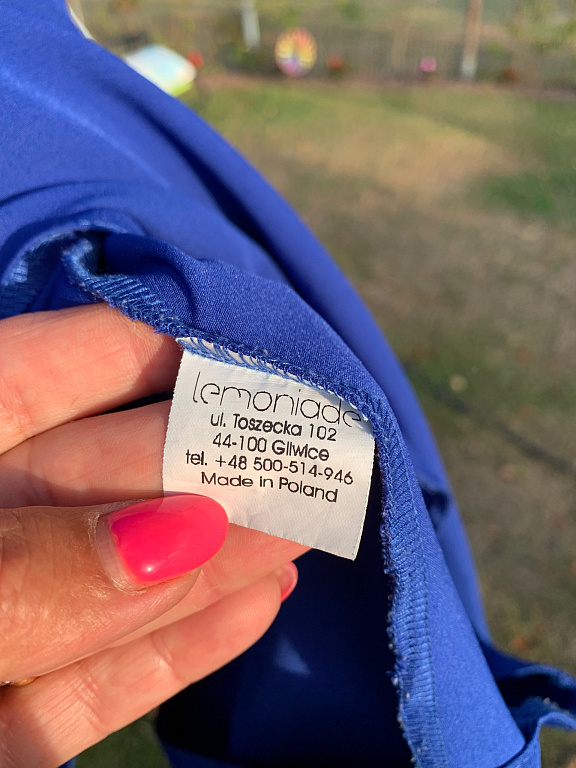 lemoniade
ul. Toszecka 102
44-100 Gliwice
tel. +48 500-514-946
Made in Poland